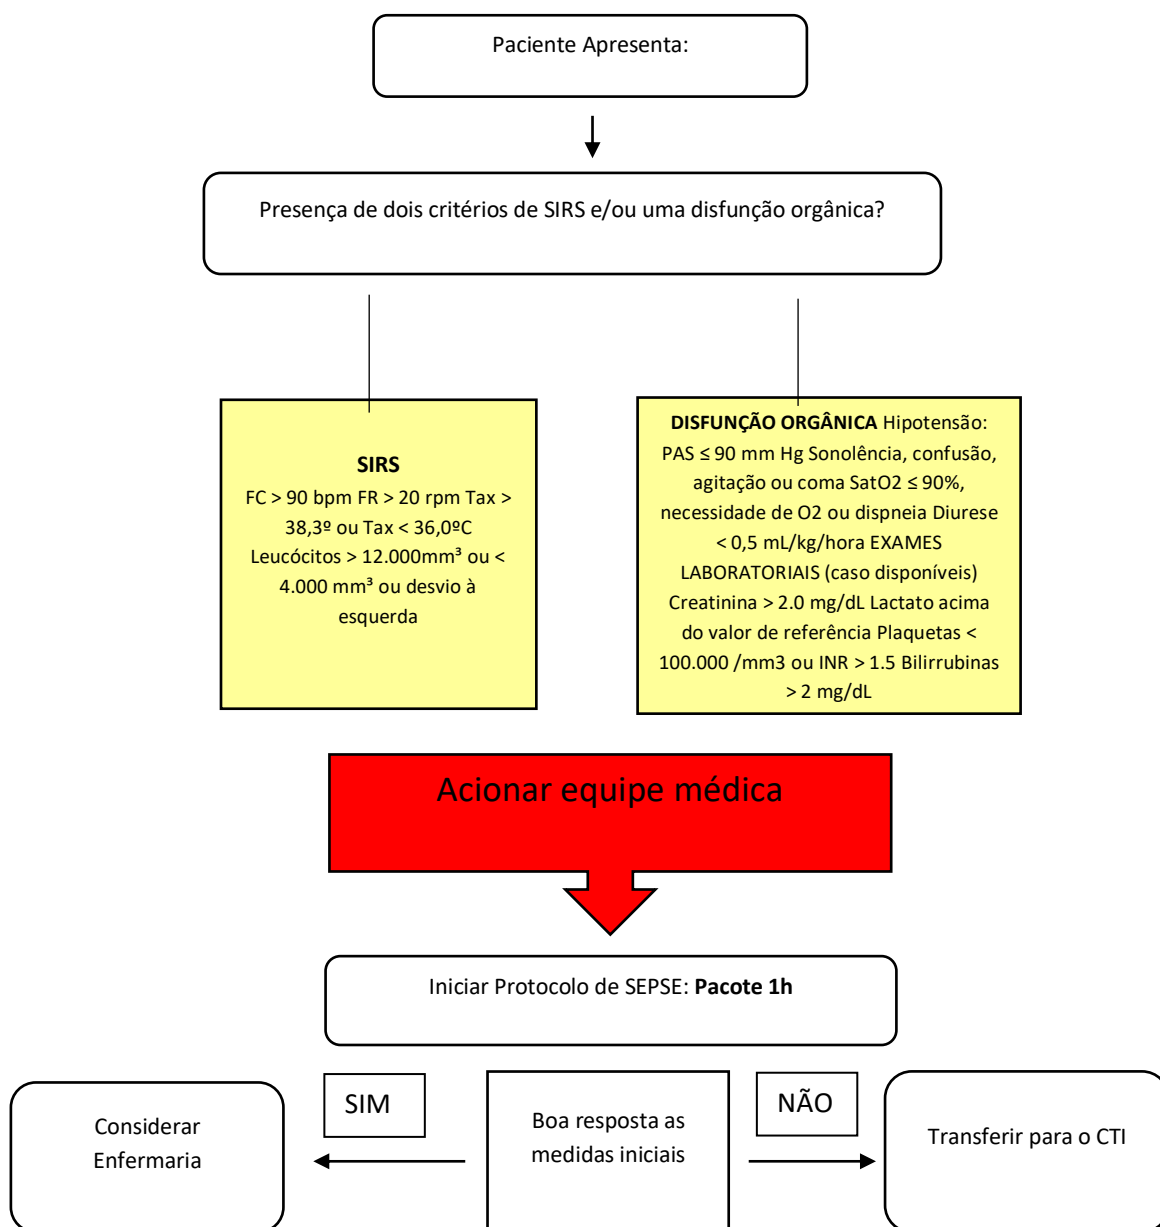 Paciente Apresenta:
Presença de dois critérios de SIRS e/ou uma disfunção orgânica?
SIRS
FC > 90 bpm FR > 20 rpm Tax >
38,3º ou Tax < 36,0ºC
Leucócitos > 12.000mm³ ou <
4.000 mm³ ou desvio à
esquerda
DISFUNÇÃO ORGÂNICA Hipotensão:
PAS ≤ 90 mm Hg Sonolência, confusão,
agitação ou coma SatO2 ≤ 90%,
necessidade de O2 ou dispneia Diurese
< 0,5 mL/kg/hora EXAMES
LABORATORIAIS (caso disponíveis)
Creatinina > 2.0 mg/dL Lactato acima
do valor de referência Plaquetas <
100.000 /mm3 ou INR > 1.5 Bilirrubinas
> 2 mg/dL
Acionar equipe médica
Iniciar Protocolo de SEPSE: Pacote 1h
Considerar
Enfermaria
SIM
Boa resposta as
medidas iniciais
NÃO
Transferir para o CTI